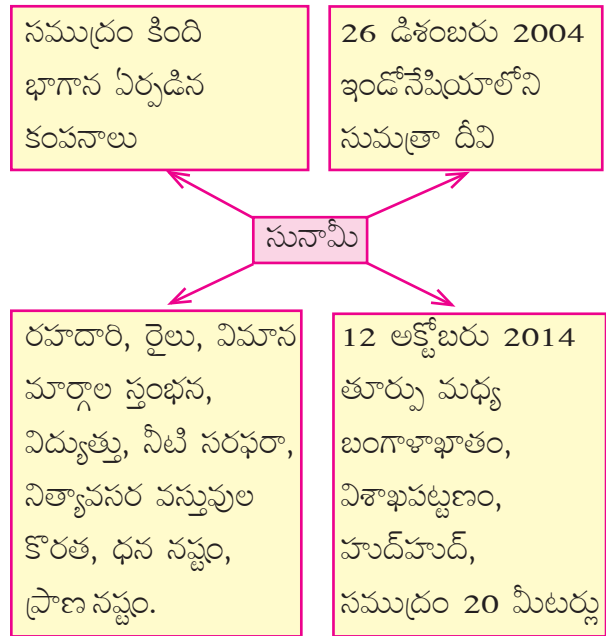 సముద్రం కింది
భాగాన ఏర్పడిన
కంపనాలు
26 డిశంబరు 2004
ఇండోనేషియాలోని
సుమత్రా దీవి
సునామీ
రహదారి, రైలు, విమాన
మార్గాల స్తంభన,
విద్యుత్తు, నీటి సరఫరా,
నిత్యావసర వస్తువుల
కొరత, ధన నష్టం,
ప్రాణ నష్టం.
12 అక్టోబరు 2014
తూర్పు మధ్య
బంగాళాఖాతం,
విశాఖపట్టణం,
హుద్‌హుద్,
సముద్రం 20 మీటర్లు